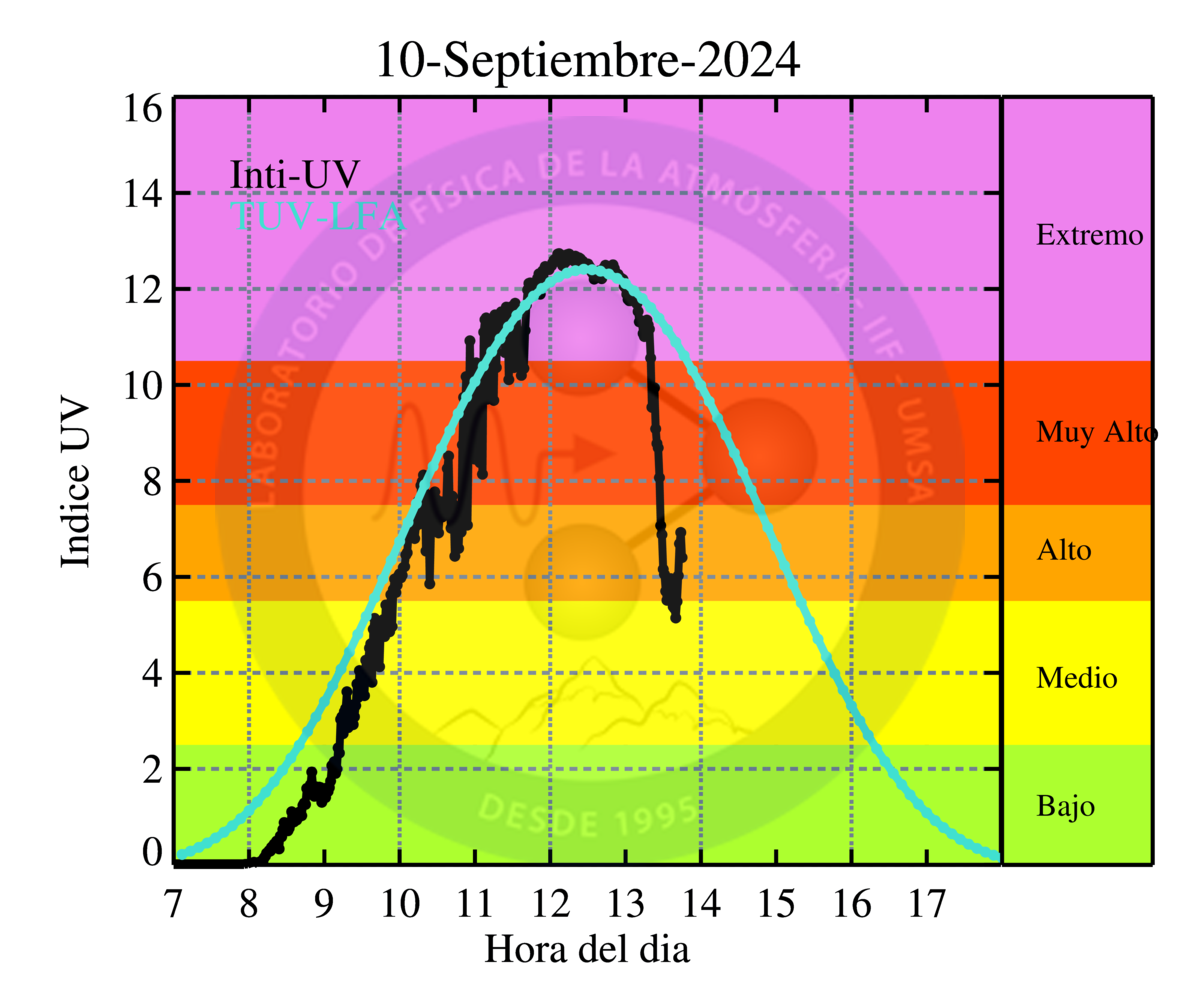 10-Septiembre-2024
16
14
12
10
8
6
4
2
0
Indice UV
Inti-UV
TUV-LFA
LABORATORIO DE FÍSICA DE LA ATMÓSFERA - IIF - UMSA
DESDE 1995
Extremo
Muy Alto
Alto
Medio
Bajo
7 8 9 10 11 12 13 14 15 16 17
Hora del dia